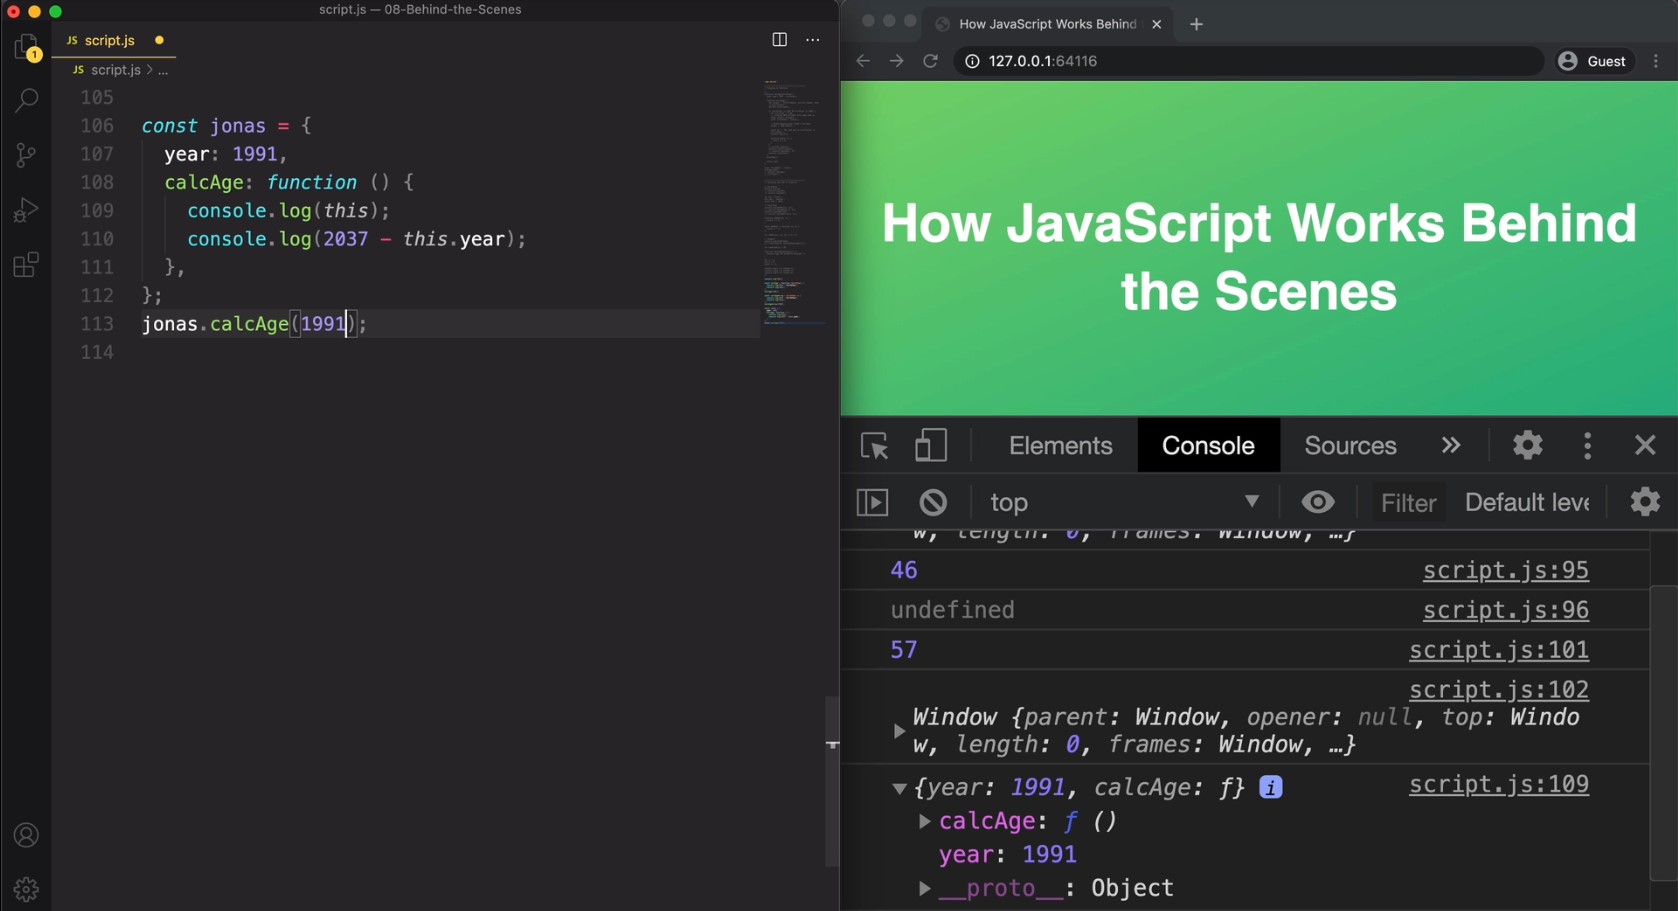 script.js — 08-Behind-the-Scenes
JS script.js
1
JS script.js > ...
105
106 const jonas = {
107 year: 1991,
108 calcAge: function () {
109 console.log(this);
110 console.log(2037 - this.year);
111 },
112 };
113 jonas.calcAge(1991);
114
How JavaScript Works Behind
127.0.0.1:64116
Guest
How JavaScript Works Behind
the Scenes
Elements Console Sources
top Filter Default leve
w, length: 0, frames: Window, …}
46 script.js:95
undefined script.js:96
57 script.js:101
script.js:102
Window {parent: Window, opener: null, top: Windo
w, length: 0, frames: Window, …}
{year: 1991, calcAge: ƒ} i script.js:109
calcAge: ƒ ()
year: 1991
__proto__: Object